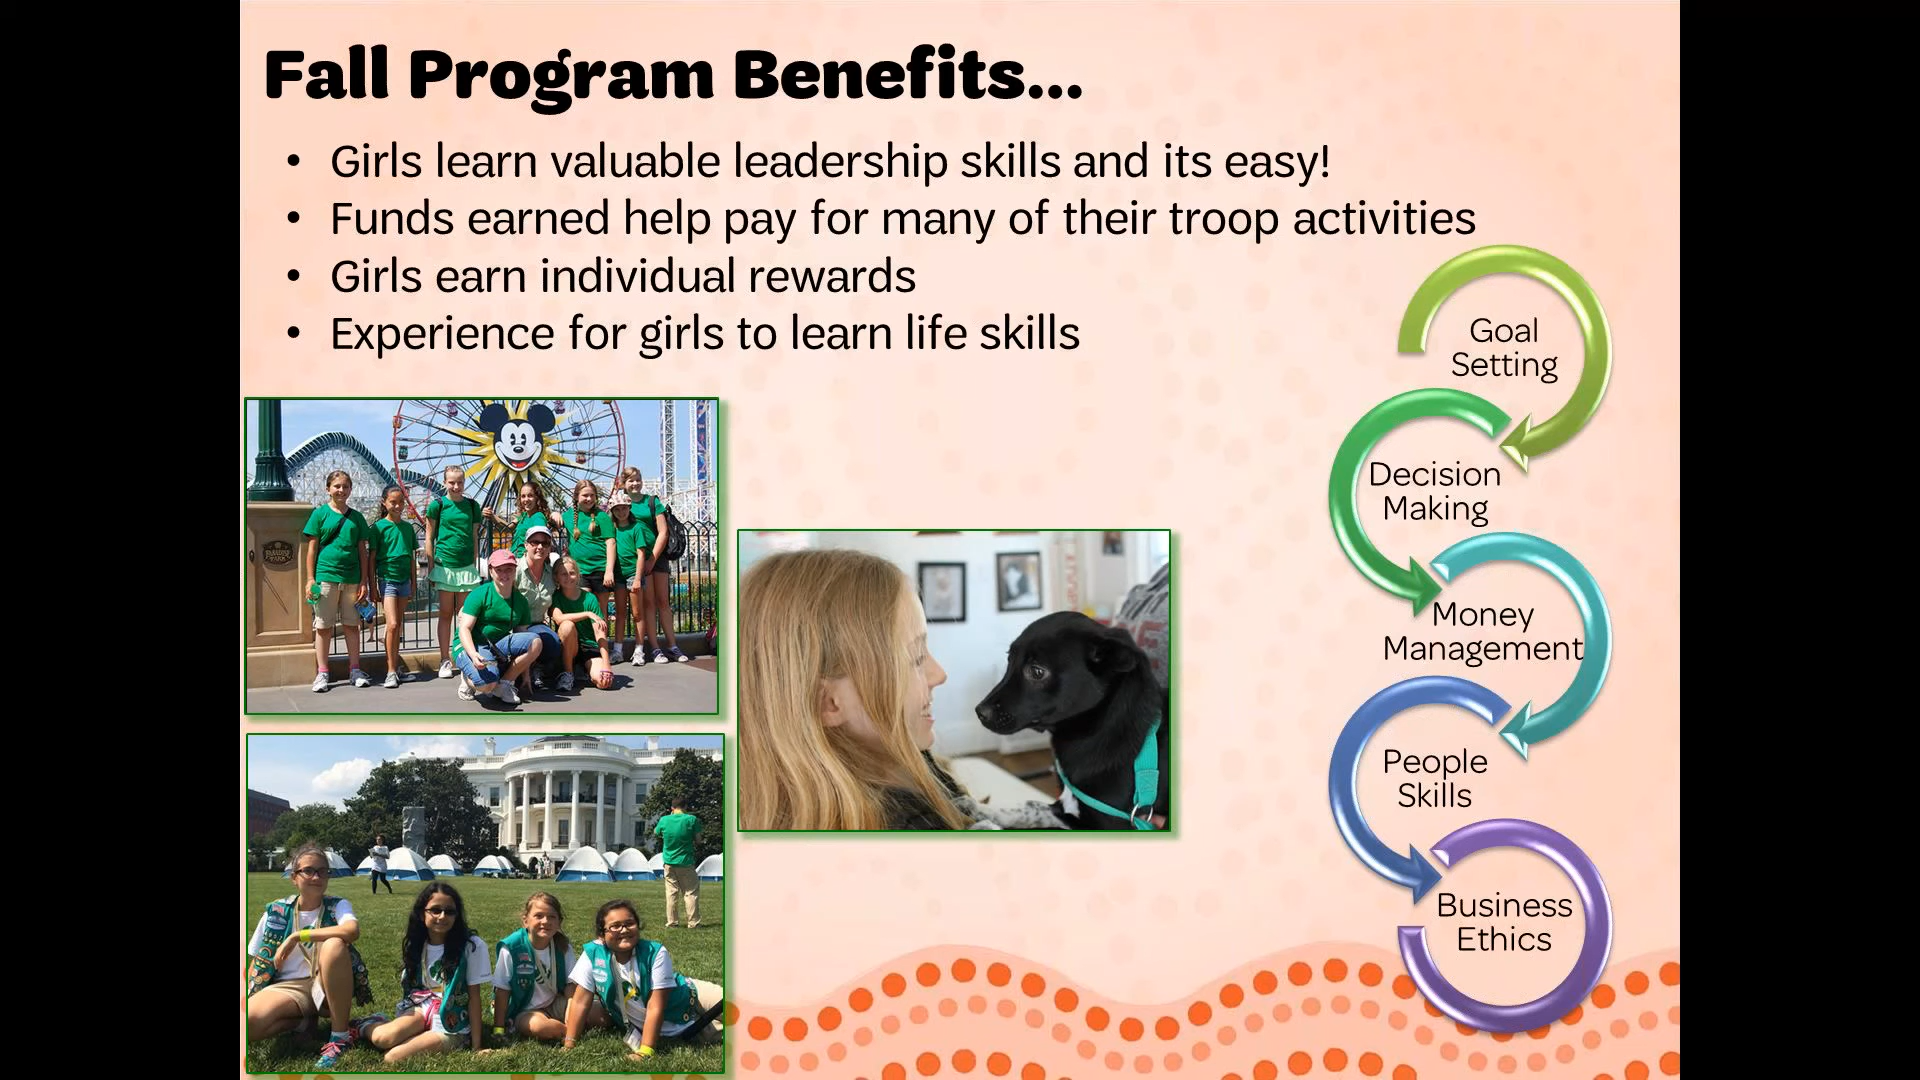 Fall Program Benefits...
• Girls learn valuable leadership skills and its easy!
• Funds earned help pay for many of their troop activities
• Girls earn individual rewards
• Experience for girls to learn life skills
Goal
Setting
Decision
Making
Money
Management
People
Skills
Business
Ethics